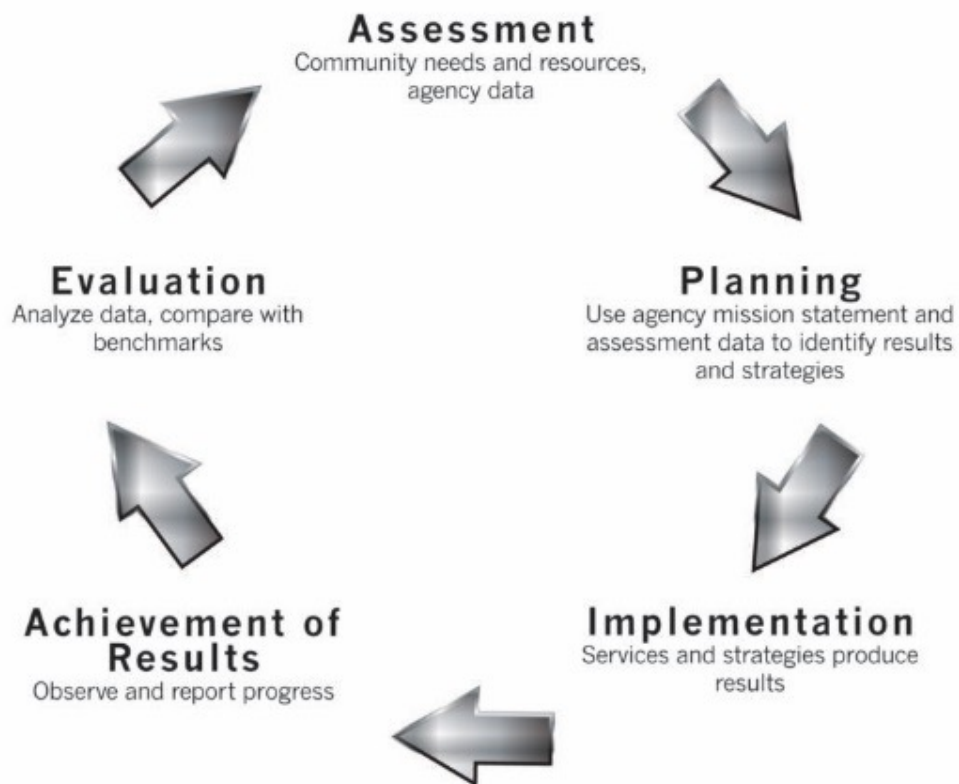 Assessment
Community needs and resources,
agency data
Planning
Use agency mission statement and
assessment data to identify results
and strategies
Implementation
Services and strategies produce
results
Achievement of
Results
Observe and report progress
Evaluation
Analyze data, compare with
benchmarks